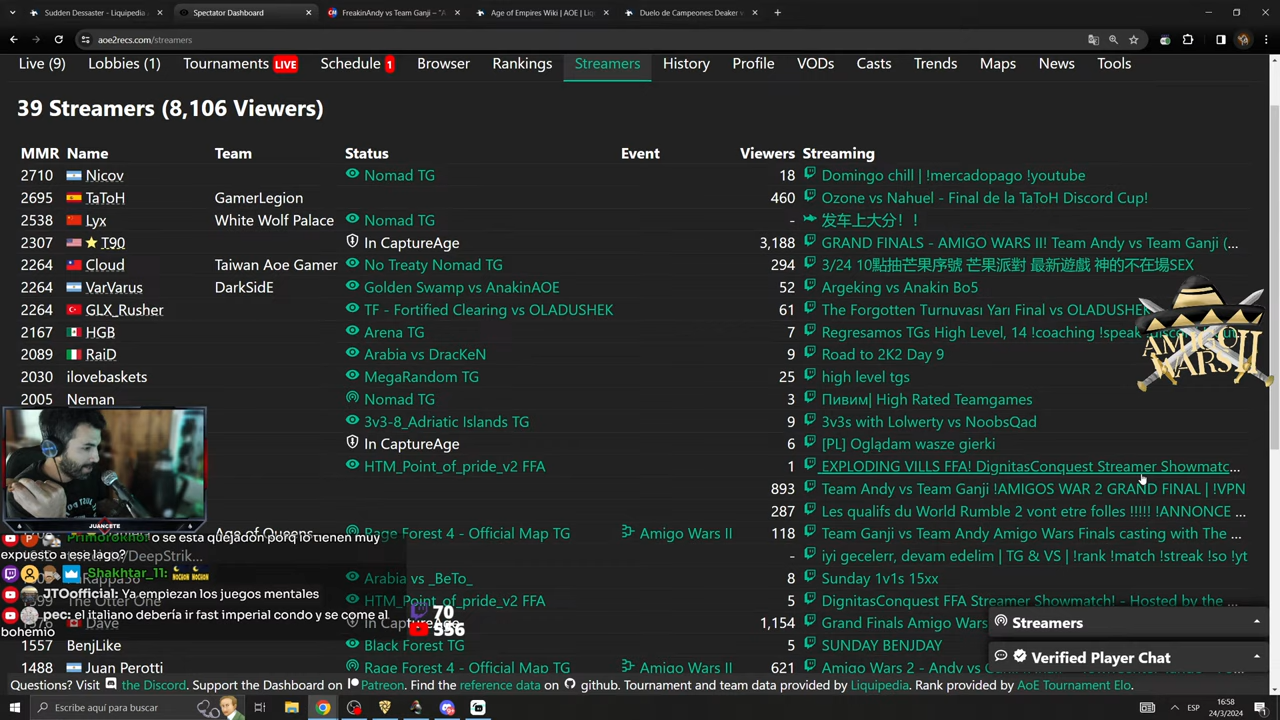 Sudden Dessaster - Liquipedia
Spectator Dashboard
FreakinAndy vs Team Ganji – "A
Age of Empires Wiki | AOE | Liq
Duelo de Campeones: Deaker v
aoe2recs.com/streamers
Live (9) Lobbies (1) Tournaments LIVE Schedule 1 Browser Rankings Streamers History Profile VODs Casts Trends Maps News Tools
39 Streamers (8,106 Viewers)
MMR Name Team Status Event Viewers Streaming
2710 Nicov Nomad TG 18 Domingo chill | !mercadopago !youtube
2695 TaToH GamerLegion 460 Ozone vs Nahuel - Final de la TaToH Discord Cup!
2538 Lyx White Wolf Palace Nomad TG - 发车上大分！！
2307 T90 In CaptureAge 3,188 GRAND FINALS - AMIGO WARS II! Team Andy vs Team Ganji (...
2264 Cloud Taiwan Aoe Gamer No Treaty Nomad TG 294 3/24 10點抽芒果序號 芒果派對 最新遊戲 神的不在場SEX
2264 VarVarus DarkSidE Golden Swamp vs AnakinAOE 52 Argeking vs Anakin Bo5
2264 GLX_Rusher TF - Fortified Clearing vs OLADUSHEK 61 The Forgotten Turnuvası Yarı Final vs OLADUSHEK
2167 HGB Arena TG 7 Regresamos TGs High Level, 14 !coaching !speak
2089 RaiD Arabia vs DracKeN 9 Road to 2K2 Day 9
2030 ilovebaskets MegaRandom TG 25 high level tgs
2005 Neman Nomad TG 3 Пивим| High Rated Teamgames
3v3-8_Adriatic Islands TG 9 3v3s with Lolwerty vs NoobsQad
In CaptureAge 6 [PL] Oglądam wasze gierki
HTM_Point_of_pride_v2 FFA 1 EXPLODING VILLS FFA! DignitasConquest Streamer Showmatc...
893 Team Andy vs Team Ganji !AMIGOS WAR 2 GRAND FINAL | !VPN
287 Les qualifs du World Rumble 2 vont etre folles !!!!! !ANNONCE ...
Age of Queens Rage Forest 4 - Official Map TG Amigo Wars II 118 Team Ganji vs Team Andy Amigo Wars Finals casting with The ...
- iyi gecelerr, devam edelim | TG & VS | !rank !match !streak !so !yt
Arabia vs _BeTo_ 8 Sunday 1v1s 15xx
The Otter One HTM_Point_of_pride_v2 FFA 5 DignitasConquest FFA Streamer Showmatch! - Hosted by the ...
Dave In CaptureAge 1,154 Grand Finals Amigo Wars
1557 BenjLike Black Forest TG 5 SUNDAY BENJDAY
1488 Juan Perotti Rage Forest 4 - Official Map TG Amigo Wars II 621 Amigo Wars 2 - Andy vs
AMIGO
WARS II
JUANCETE
o se esta quejadon porq lo tienen muy
expuesto a ese lago?
Shakhtar_11:
JTOofficial: Ya empiezan los juegos mentales
pecastellano debería ir fast imperial condo y se come al
bohemio
70
556
Streamers
Verified Player Chat
Questions? Visit the Discord. Support the Dashboard on Patreon. Find the reference data on github. Tournament and team data provided by Liquipedia. Rank provided by AoE Tournament Elo.
Escribe aquí para buscar
ESP
16:58
24/3/2024